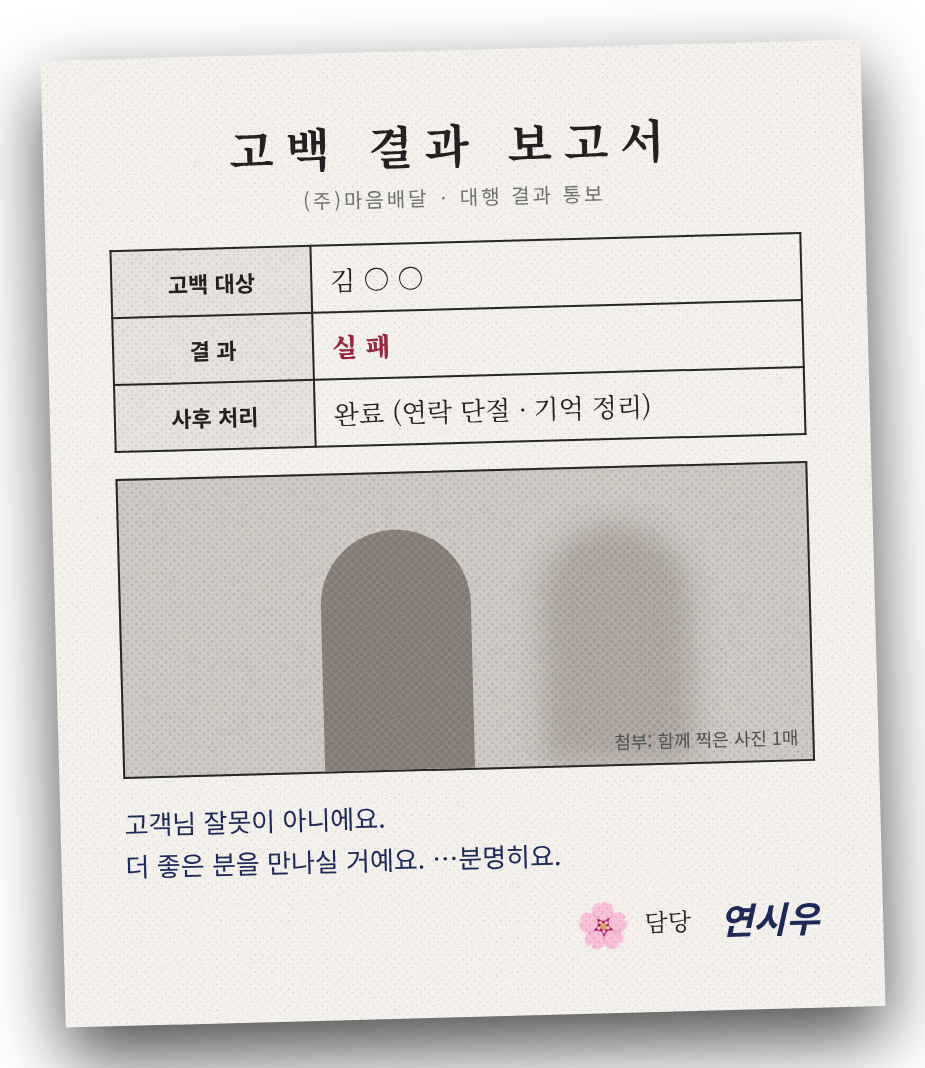 고백 결과 보고서
(주)마음배달 · 대행 결과 통보
고백 대상 김 ○ ○
결 과 실 패
사후 처리 완료 (연락 단절 · 기억 정리)
첨부: 함께 찍은 사진 1매
고객님 잘못이 아니에요.
더 좋은 분을 만나실 거예요. …분명히요.
담당 연시우